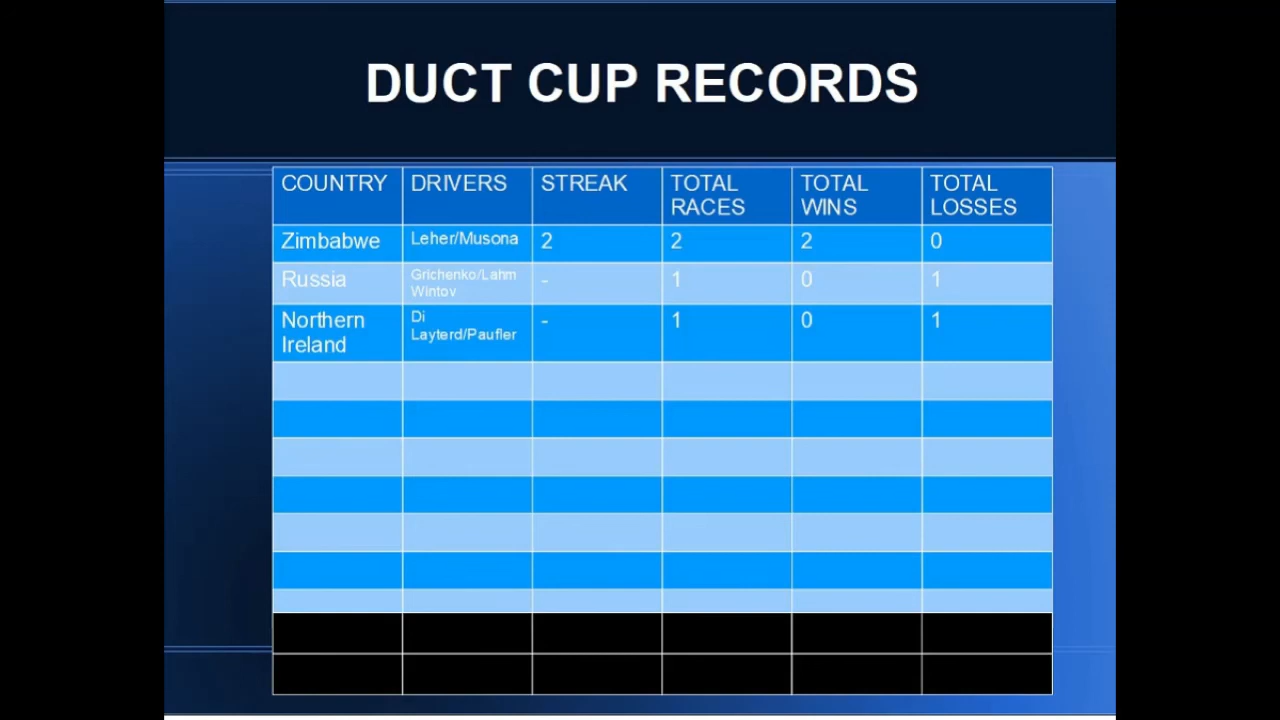 DUCT CUP RECORDS
COUNTRY DRIVERS STREAK TOTAL RACES TOTAL WINS TOTAL LOSSES
Zimbabwe Leher/Musona 2 2 2 0
Russia Grichenko/Lahm Wintov - 1 0 1
Northern Ireland Di Layterd/Paufler - 1 0 1